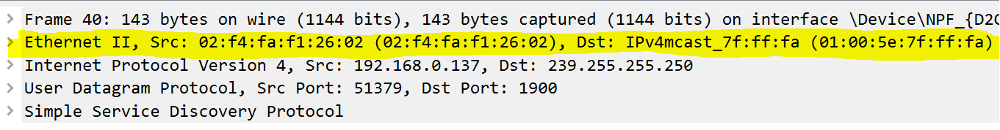 Frame 40: 143 bytes on wire (1144 bits), 143 bytes captured (1144 bits) on interface \Device\NPF_{D2C
Ethernet II, Src: 02:f4:fa:f1:26:02 (02:f4:fa:f1:26:02), Dst: IPv4mcast_7f:ff:fa (01:00:5e:7f:ff:fa)
Internet Protocol Version 4, Src: 192.168.0.137, Dst: 239.255.255.250
User Datagram Protocol, Src Port: 51379, Dst Port: 1900
Simple Service Discovery Protocol